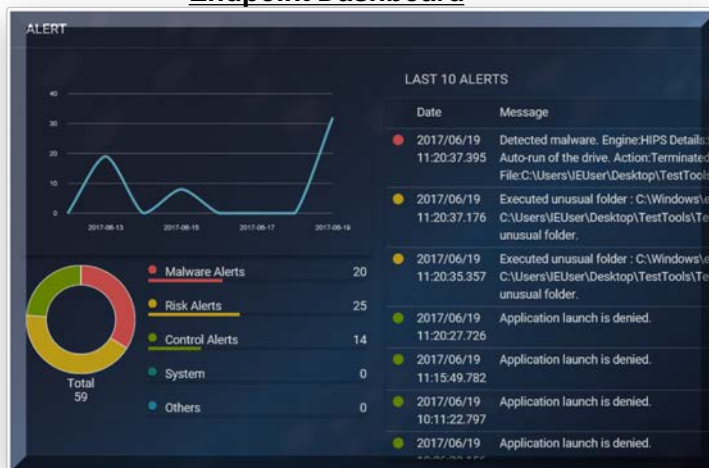 Endpoint Dashboard
ALERT
40
30
20
10
0
2017-06-13
2017-06-15
2017-06-17
2017-06-19
Malware Alerts 20
Risk Alerts 25
Control Alerts 14
System 0
Others 0
Total
59
LAST 10 ALERTS
Date Message
2017/06/19 Detected malware. Engine:HIPS Details:
11:20:37.395 Auto-run of the drive. Action:Terminated
File:C:\Users\IEUser\Desktop\TestTools
2017/06/19 Executed unusual folder : C:\Windows\e
11:20:37.176 C:\Users\IEUser\Desktop\TestTools\Te
unusual folder.
2017/06/19 Executed unusual folder : C:\Windows\e
11:20:35.357 C:\Users\IEUser\Desktop\TestTools\Te
unusual folder.
2017/06/19 Application launch is denied.
11:20:27.726
2017/06/19 Application launch is denied.
11:15:49.782
2017/06/19 Application launch is denied.
10:11:22.797
2017/06/19 Application launch is denied.